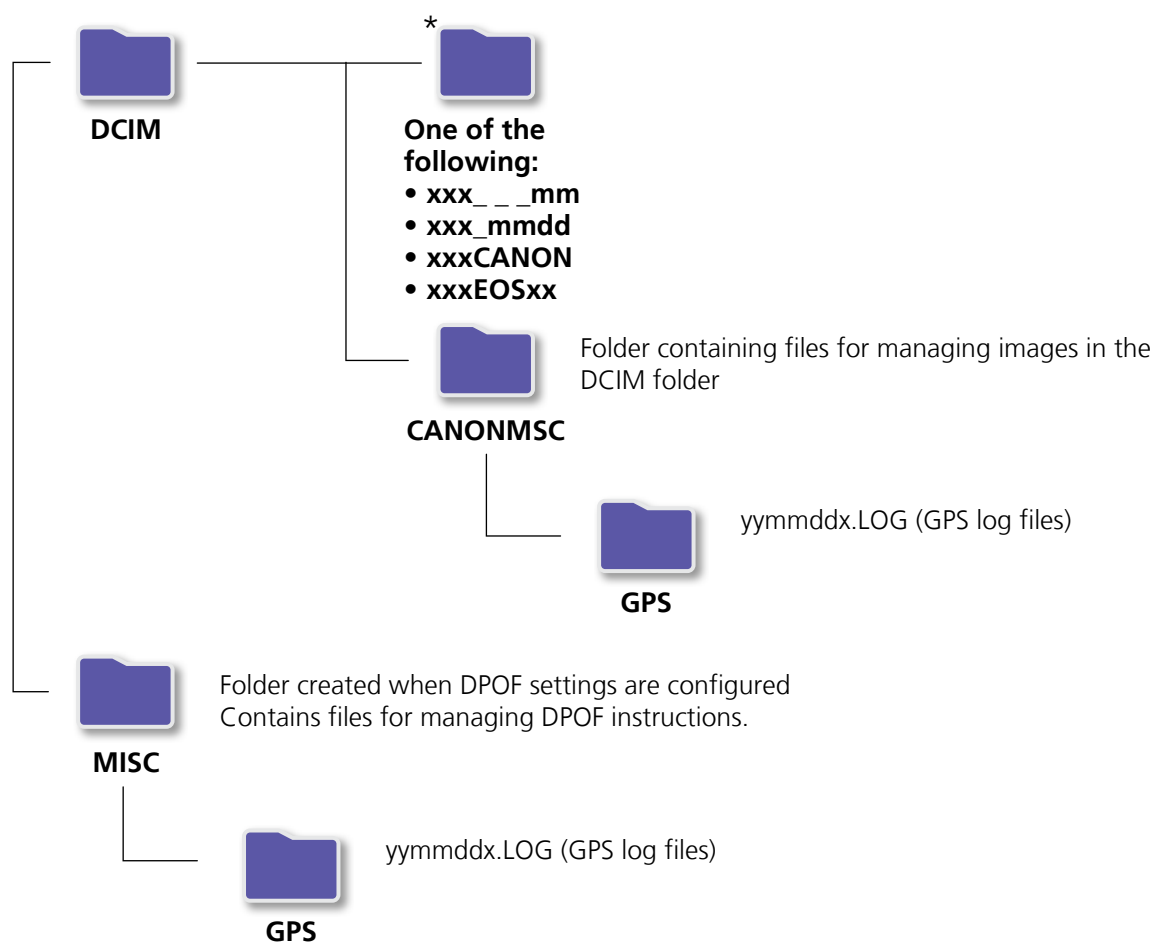 *
DCIM
One of the
following:
• xxx_ _ _mm
• xxx_mmdd
• xxxCANON
• xxxEOSxx
Folder containing files for managing images in the
DCIM folder
CANONMSC
yymmddx.LOG (GPS log files)
GPS
Folder created when DPOF settings are configured
Contains files for managing DPOF instructions.
MISC
yymmddx.LOG (GPS log files)
GPS